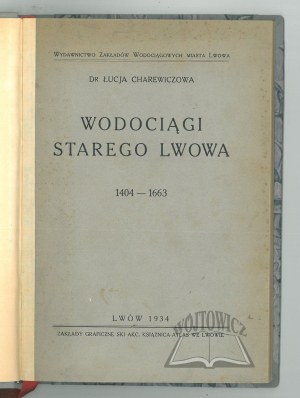 WYDAWNICTWO ZAKŁADÓW WODOCIĄGOWYCH MIASTA LWOWA
DR ŁUCJA CHAREWICZOWA
WODOCIĄGI
STAREGO LWOWA
1404 — 1663
LWÓW 1934
ZAKŁADY GRAFICZNE SKI AKC. KSIĄŻNICA ATLAS WE LWOWIE
WÓJTOWICZ